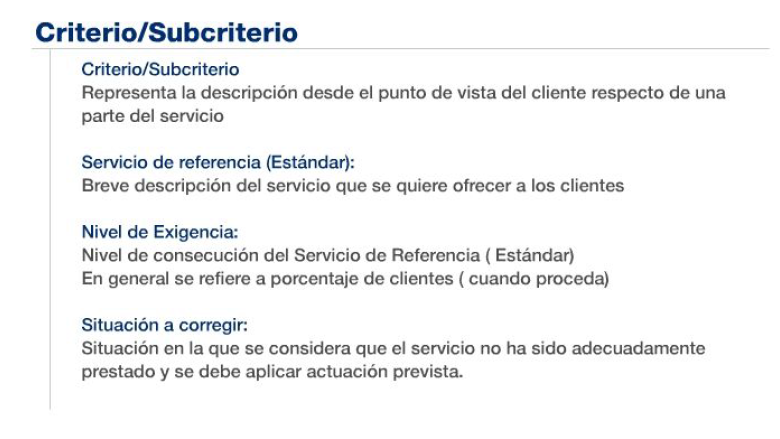 Criterio/Subcriterio
Criterio/Subcriterio
Representa la descripción desde el punto de vista del cliente respecto de una
parte del servicio
Servicio de referencia (Estándar):
Breve descripción del servicio que se quiere ofrecer a los clientes
Nivel de Exigencia:
Nivel de consecución del Servicio de Referencia ( Estándar)
En general se refiere a porcentaje de clientes ( cuando proceda)
Situación a corregir:
Situación en la que se considera que el servicio no ha sido adecuadamente
prestado y se debe aplicar actuación prevista.